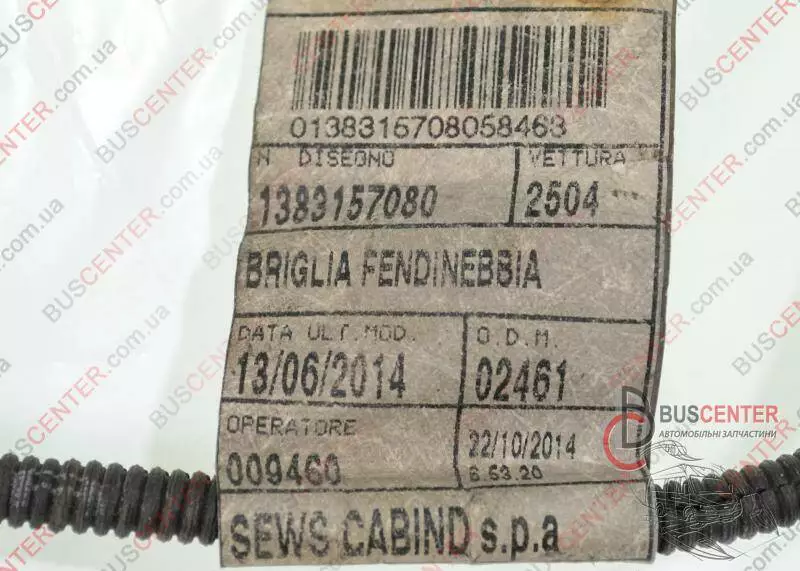 0138315708058463
N. DISEGNO VETTURA
1383157080 2504
BRIGLIA FENDINEBBIA
DATA ULT.MOD. O.D.M.
13/06/2014 02461
OPERATORE 22/10/2014
009460 6.53.20
SEWS CABIND s.p.a
BUSCENTER
АВТОМОБІЛЬНІ ЗАПЧАСТИНИ
BUSCENTER.com.ua